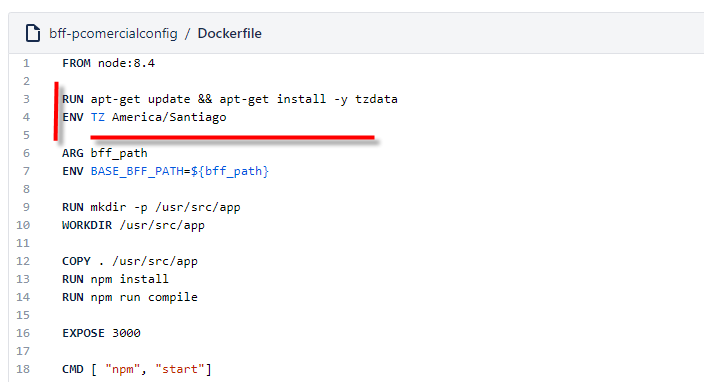 bff-pcomercialconfig / Dockerfile
1 FROM node:8.4
2
3 RUN apt-get update && apt-get install -y tzdata
4 ENV TZ America/Santiago
5
6 ARG bff_path
7 ENV BASE_BFF_PATH=${bff_path}
8
9 RUN mkdir -p /usr/src/app
10 WORKDIR /usr/src/app
11
12 COPY . /usr/src/app
13 RUN npm install
14 RUN npm run compile
15
16 EXPOSE 3000
17
18 CMD [ "npm", "start"]